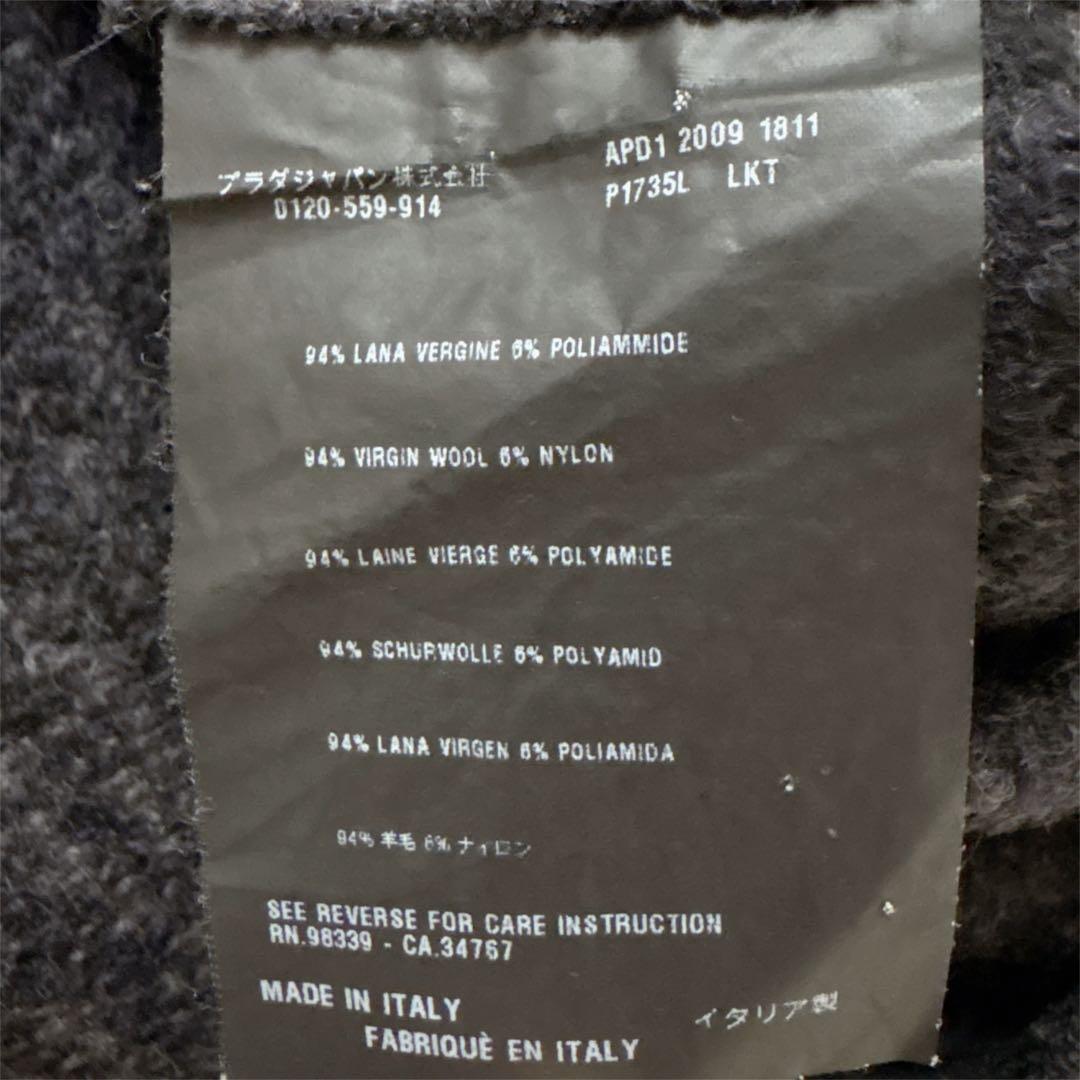 プラダジャパン株式会社
0120-559-914
APD1 2009 1811
P1735L LKT
94% LANA VERGINE 6% POLIAMMIDE
94% VIRGIN WOOL 6% NYLON
94% LAINE VIERGE 6% POLYAMIDE
94% SCHURWOLLE 6% POLYAMID
94% LANA VIRGEN 6% POLIAMIDA
94% 羊毛 6% ナイロン
SEE REVERSE FOR CARE INSTRUCTION
RN.98339 - CA.34767
MADE IN ITALY
FABRIQUÈ EN ITALY
イタリア製